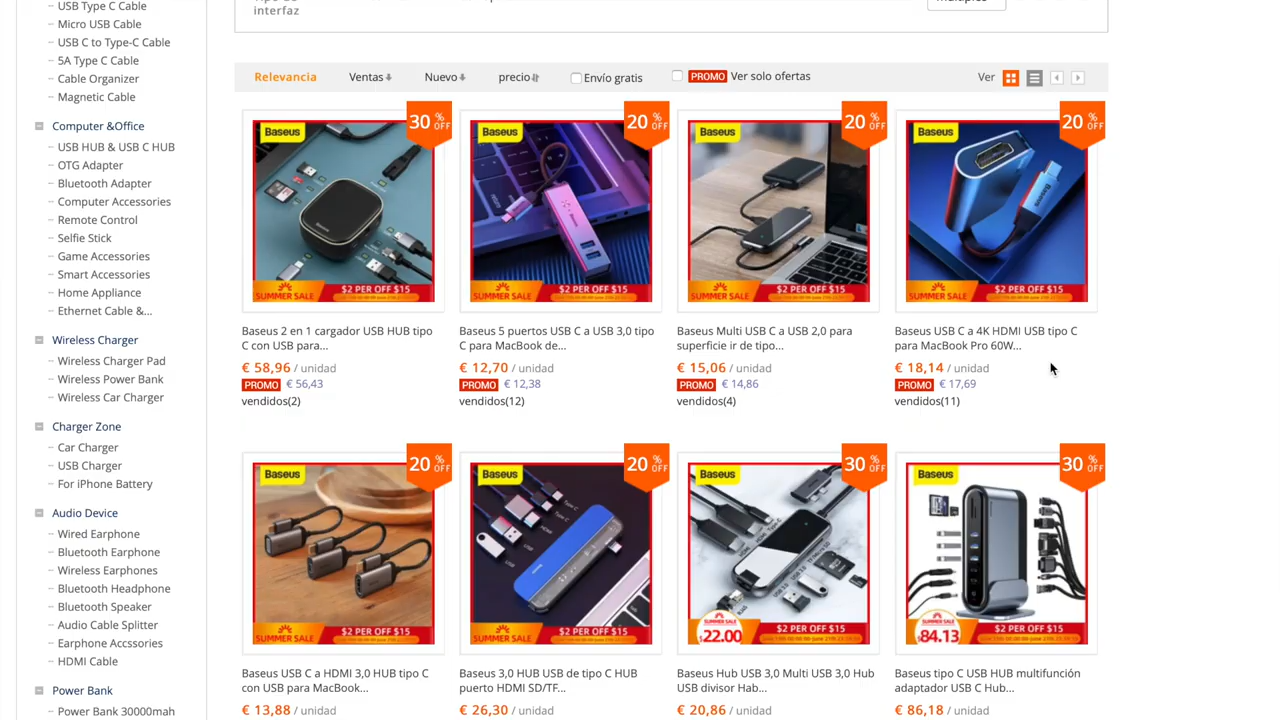 interfaz
USB Type C Cable
Micro USB Cable
USB C to Type-C Cable
5A Type C Cable
Cable Organizer
Magnetic Cable
Computer &Office
USB HUB & USB C HUB
OTG Adapter
Bluetooth Adapter
Computer Accessories
Remote Control
Selfie Stick
Game Accessories
Smart Accessories
Home Appliance
Ethernet Cable &...
Wireless Charger
Wireless Charger Pad
Wireless Power Bank
Wireless Car Charger
Charger Zone
Car Charger
USB Charger
For iPhone Battery
Audio Device
Wired Earphone
Bluetooth Earphone
Wireless Earphones
Bluetooth Headphone
Bluetooth Speaker
Audio Cable Splitter
Earphone Accssories
HDMI Cable
Power Bank
Power Bank 30000mah
Relevancia Ventas Nuevo precio Envío gratis PROMO Ver solo ofertas Ver
Baseus 30 % OFF Baseus 20 % OFF Baseus 20 % OFF Baseus 20 % OFF
Baseus
SUMMER SALE $2 PER OFF $15 SUMMER SALE $2 PER OFF $15 SUMMER SALE $2 PER OFF $15 SUMMER SALE $2 PER OFF $15
Baseus 2 en 1 cargador USB HUB tipo Baseus 5 puertos USB C a USB 3,0 tipo Baseus Multi USB C a USB 2,0 para Baseus USB C a 4K HDMI USB tipo C
C con USB para... C para MacBook de... superficie ir de tipo... para MacBook Pro 60W...
€ 58,96 / unidad € 12,70 / unidad € 15,06 / unidad € 18,14 / unidad
PROMO € 56,43 PROMO € 12,38 PROMO € 14,86 PROMO € 17,69
vendidos(2) vendidos(12) vendidos(4) vendidos(11)
Baseus 20 % OFF Baseus 20 % OFF Baseus 30 % OFF Baseus 30 % OFF
Type C
HDMI
USB
SUMMER SALE $2 PER OFF $15 SUMMER SALE $2 PER OFF $15 SUMMER SALE $22.00 $2 PER OFF $15 SUMMER SALE $84.13 $2 PER OFF $15
Baseus USB C a HDMI 3,0 HUB tipo C Baseus 3,0 HUB USB de tipo C HUB Baseus Hub USB 3,0 Multi USB 3,0 Hub Baseus tipo C USB HUB multifunción
con USB para MacBook... puerto HDMI SD/TF... USB divisor Hab... adaptador USB C Hub...
€ 13,88 / unidad € 26,30 / unidad € 20,86 / unidad € 86,18 / unidad